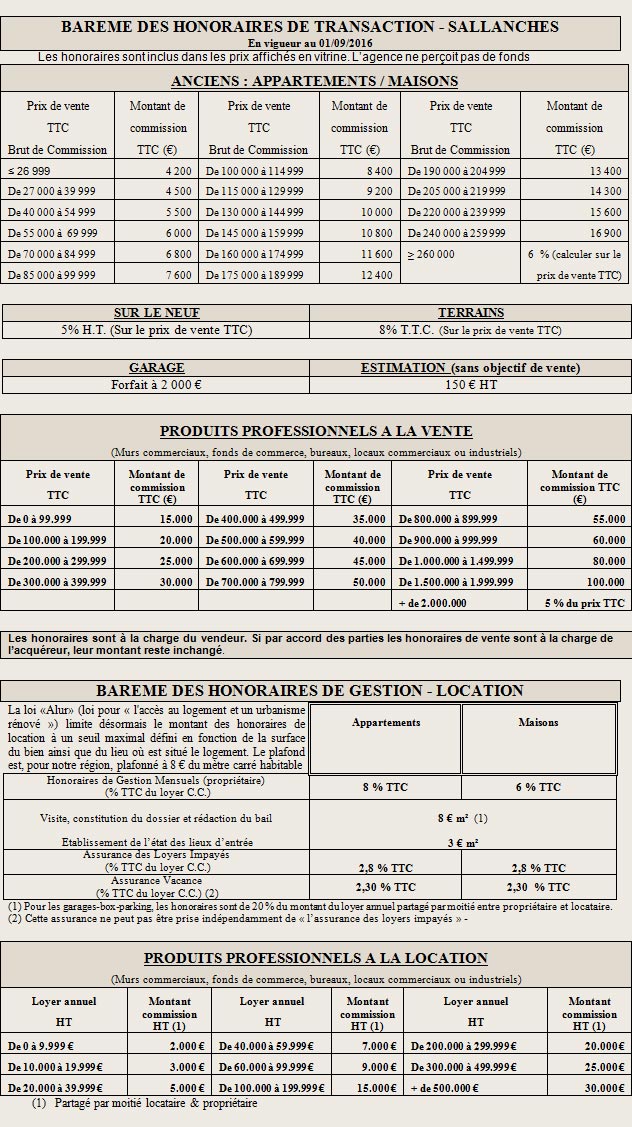 BAREME DES HONORAIRES DE TRANSACTION - SALLANCHES
En vigueur au 01/09/2016
Les honoraires sont inclus dans les prix affichés en vitrine. L'agence ne perçoit pas de fonds
ANCIENS : APPARTEMENTS / MAISONS
Prix de vente Montant de Prix de vente Montant de Prix de vente Montant de
TTC commission TTC commission TTC commission
Brut de Commission TTC (€) Brut de Commission TTC (€) Brut de Commission TTC (€)
≤ 26 999 4 200 De 100 000 à 114 999 8 400 De 190 000 à 204 999 13 400
De 27 000 à 39 999 4 500 De 115 000 à 129 999 9 200 De 205 000 à 219 999 14 300
De 40 000 à 54 999 5 500 De 130 000 à 144 999 10 000 De 220 000 à 239 999 15 600
De 55 000 à 69 999 6 000 De 145 000 à 159 999 10 800 De 240 000 à 259 999 16 900
De 70 000 à 84 999 6 800 De 160 000 à 174 999 11 600 ≥ 260 000 6 % (calculer sur le
De 85 000 à 99 999 7 600 De 175 000 à 189 999 12 400 prix de vente TTC)
SUR LE NEUF TERRAINS
5% H.T. (Sur le prix de vente TTC) 8% T.T.C. (Sur le prix de vente TTC)
GARAGE ESTIMATION (sans objectif de vente)
Forfait à 2 000 € 150 € HT
PRODUITS PROFESSIONNELS A LA VENTE
(Murs commerciaux, fonds de commerce, bureaux, locaux commerciaux ou industriels)
Prix de vente Montant de Prix de vente Montant de Prix de vente Montant de
TTC commission TTC commission TTC commission TTC
TTC (€) TTC (€) (€)
De 0 à 99.999 15.000 De 400.000 à 499.999 35.000 De 800.000 à 899.999 55.000
De 100.000 à 199.999 20.000 De 500.000 à 599.999 40.000 De 900.000 à 999.999 60.000
De 200.000 à 299.999 25.000 De 600.000 à 699.999 45.000 De 1.000.000 à 1.499.999 80.000
De 300.000 à 399.999 30.000 De 700.000 à 799.999 50.000 De 1.500.000 à 1.999.999 100.000
+ de 2.000.000 5 % du prix TTC
Les honoraires sont à la charge du vendeur. Si par accord des parties les honoraires de vente sont à la charge de
l'acquéreur, leur montant reste inchangé.
BAREME DES HONORAIRES DE GESTION - LOCATION
La loi «Alur» (loi pour « l'accès au logement et un urbanisme
rénové ») limite désormais le montant des honoraires de
location à un seuil maximal défini en fonction de la surface
du bien ainsi que du lieu où est situé le logement. Le plafond
est, pour notre région, plafonné à 8 € du mètre carré habitable
Appartements Maisons
Honoraires de Gestion Mensuels (propriétaire)
(% TTC du loyer C.C.) 8 % TTC 6 % TTC
Visite, constitution du dossier et rédaction du bail 8 € m² (1)
Etablissement de l'état des lieux d'entrée 3 € m²
Assurance des Loyers Impayés
(% TTC du loyer C.C.) 2,8 % TTC 2,8 % TTC
Assurance Vacance
(% TTC du loyer C.C.) (2) 2,30 % TTC 2,30 % TTC
(1) Pour les garages-box-parking, les honoraires sont de 20 % du montant du loyer annuel partagé par moitié entre propriétaire et locataire.
(2) Cette assurance ne peut pas être prise indépendamment de « l'assurance des loyers impayés » -
PRODUITS PROFESSIONNELS A LA LOCATION
(Murs commerciaux, fonds de commerce, bureaux, locaux commerciaux ou industriels)
Loyer annuel Montant Loyer annuel Montant Loyer annuel Montant
HT commission HT commission HT commission
HT (1) HT (1) HT (1)
De 0 à 9.999 € 2.000 € De 40.000 à 59.999 € 7.000 € De 200.000 à 299.999 € 20.000 €
De 10.000 à 19.999 € 3.000 € De 60.000 à 99.999 € 9.000 € De 300.000 à 499.999 € 25.000 €
De 20.000 à 39.999 € 5.000 € De 100.000 à 199.999 € 15.000 € + de 500.000 € 30.000 €
(1) Partagé par moitié locataire & propriétaire